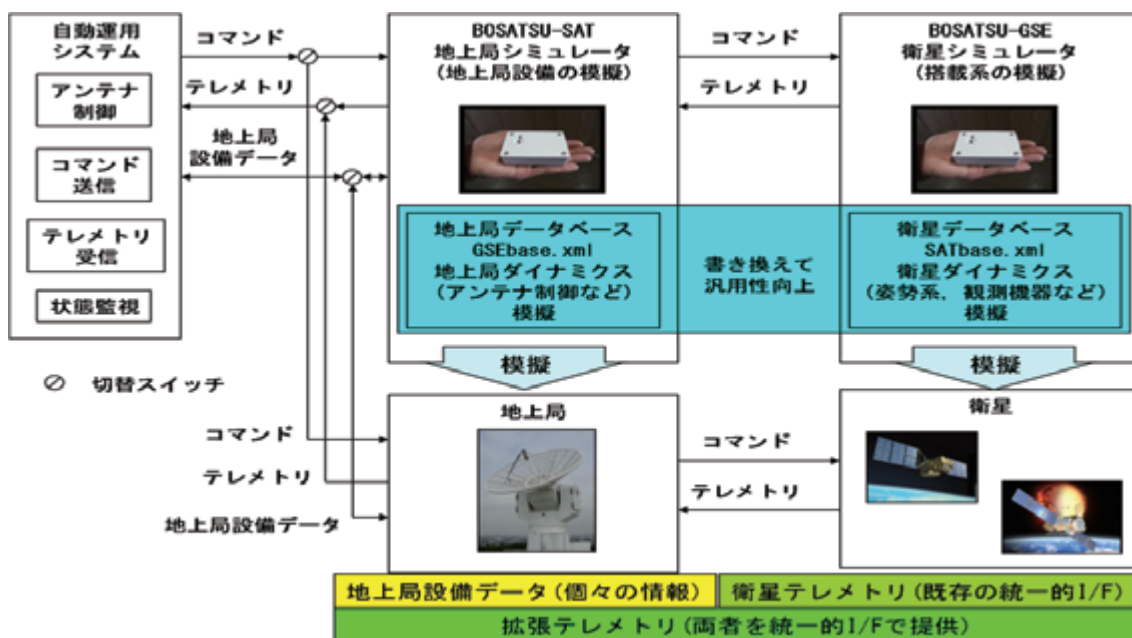 自動運用
システム
アンテナ
制御
コマンド
送信
テレメトリ
受信
状態監視
コマンド
テレメトリ
地上局
設備データ
BOSATSU-SAT
地上局シミュレータ
(地上局設備の模擬)
地上局データベース
GSEbase.xml
地上局ダイナミクス
(アンテナ制御など)
模擬
コマンド
テレメトリ
書き換えて
汎用性向上
BOSATSU-GSE
衛星シミュレータ
(搭載系の模擬)
衛星データベース
SATbase.xml
衛星ダイナミクス
(姿勢系、観測機器など)
模擬
模擬
模擬
切替スイッチ
コマンド
テレメトリ
地上局設備データ
地上局
コマンド
テレメトリ
衛星
地上局設備データ(個々の情報)
衛星テレメトリ(既存の統一的I/F)
拡張テレメトリ(両者を統一的I/Fで提供)